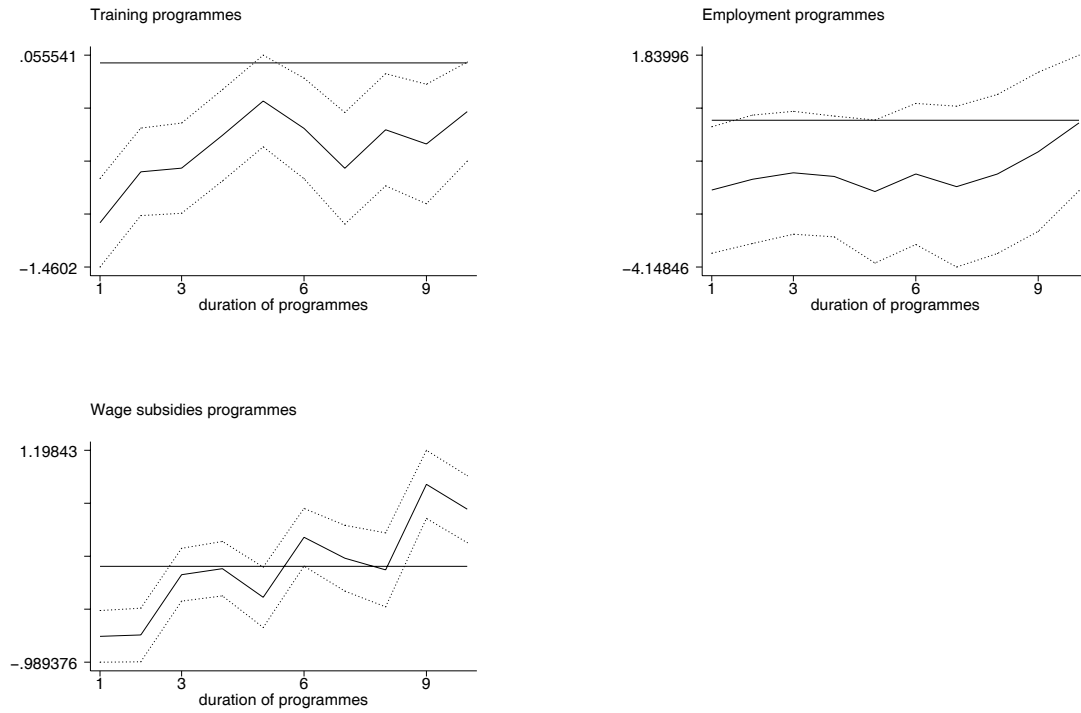 Training programmes
.055541
−1.4602
1 3 6 9
duration of programmes
Employment programmes
1.83996
−4.14846
1 3 6 9
duration of programmes
Wage subsidies programmes
1.19843
−.989376
1 3 6 9
duration of programmes